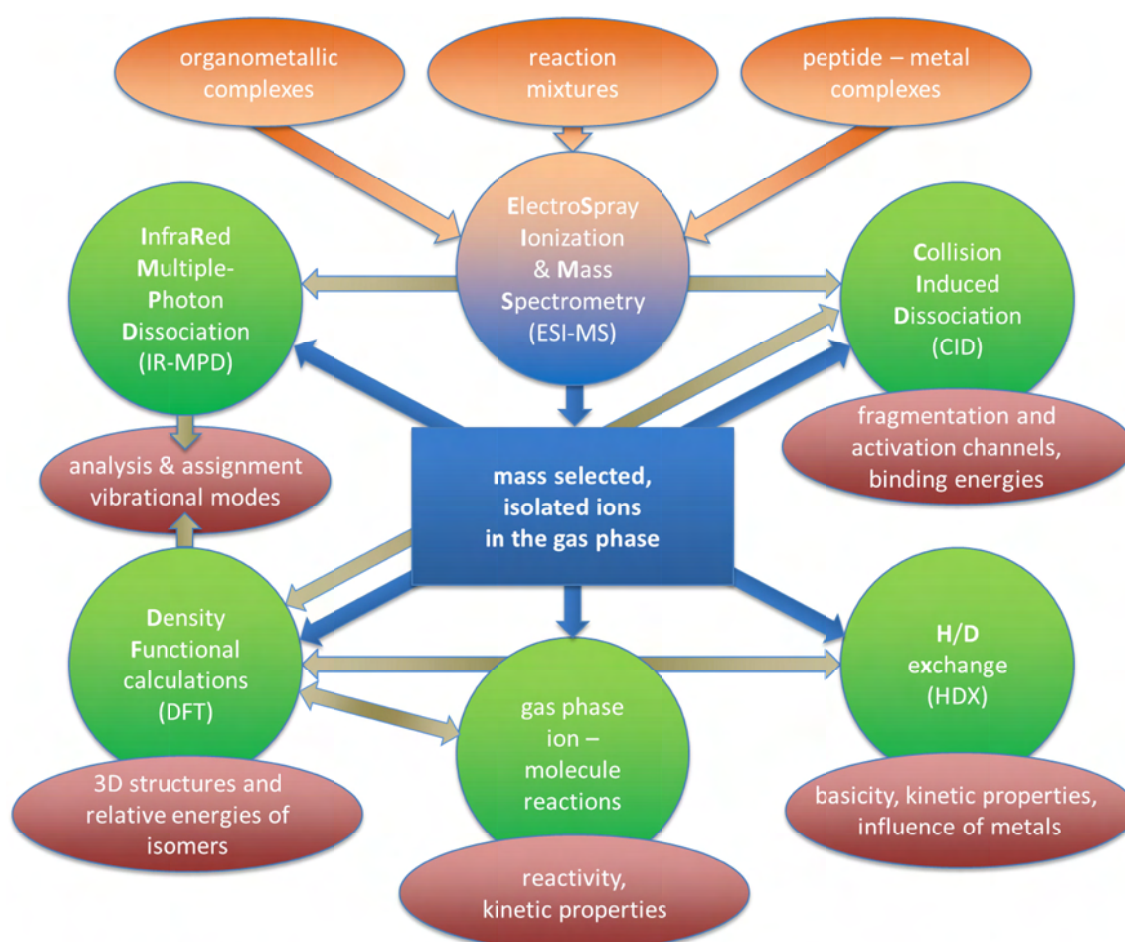 organometallic
complexes
reaction
mixtures
peptide – metal
complexes
ElectroSpray
Ionization
& Mass
Spectrometry
(ESI-MS)
InfraRed
Multiple-
Photon
Dissociation
(IR-MPD)
Collision
Induced
Dissociation
(CID)
fragmentation and
activation channels,
binding energies
analysis & assignment
vibrational modes
mass selected,
isolated ions
in the gas phase
Density
Functional
calculations
(DFT)
H/D
exchange
(HDX)
gas phase
ion –
molecule
reactions
3D structures and
relative energies of
isomers
basicity, kinetic properties,
influence of metals
reactivity,
kinetic properties